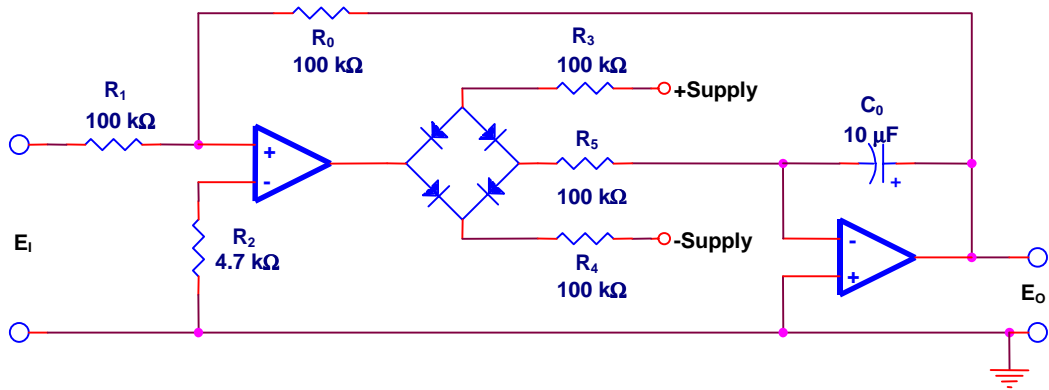 R0
100 kΩ
R3
100 kΩ
+Supply
R1
100 kΩ
C0
10 µF
+
+
-
R5
100 kΩ
-Supply
R4
100 kΩ
EI
R2
4.7 kΩ
-
+
EO